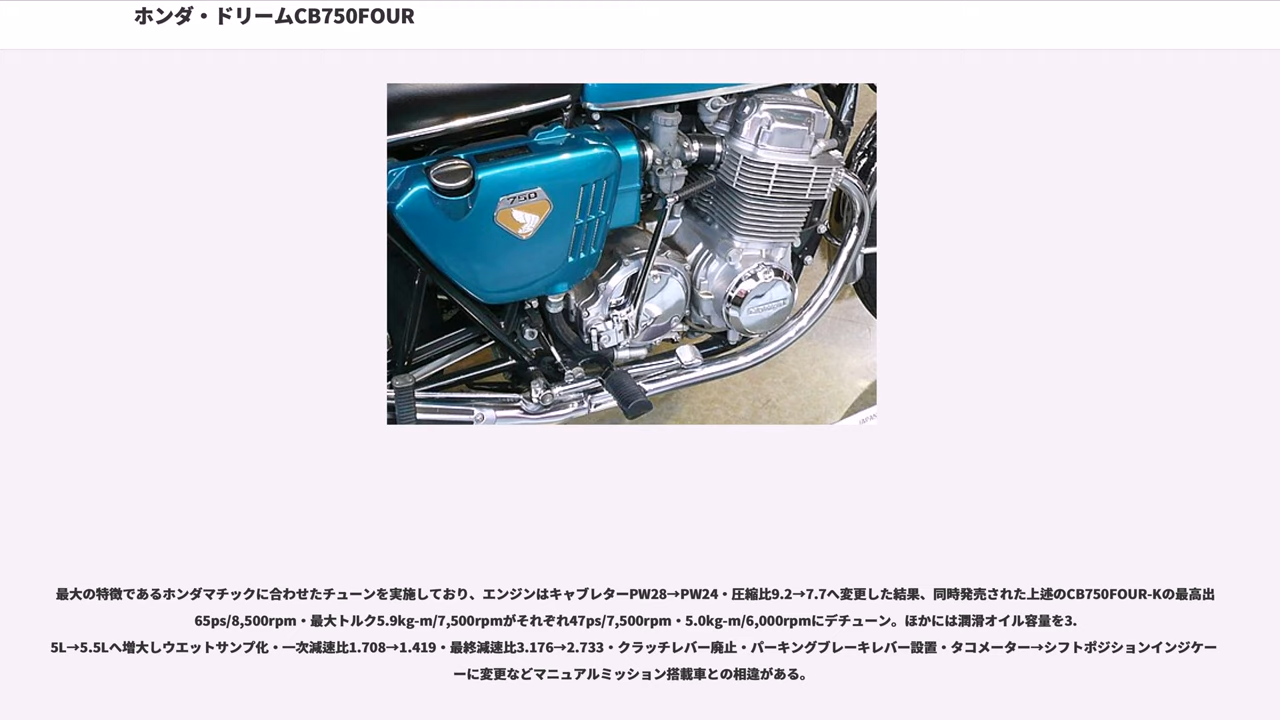 ホンダ・ドリームCB750FOUR
750
JAPAN
最大の特徴であるホンダマチックに合わせたチューンを実施しており、エンジンはキャブレターPW28→PW24・圧縮比9.2→7.7へ変更した結果、同時発売された上述のCB750FOUR-Kの最高出
65ps/8,500rpm・最大トルク5.9kg-m/7,500rpmがそれぞれ47ps/7,500rpm・5.0kg-m/6,000rpmにデチューン。ほかには潤滑オイル容量を3.
5L→5.5Lへ増大しウエットサンプ化・一次減速比1.708→1.419・最終減速比3.176→2.733・クラッチレバー廃止・パーキングブレーキレバー設置・タコメーター→シフトポジションインジケー
ーに変更などマニュアルミッション搭載車との相違がある。